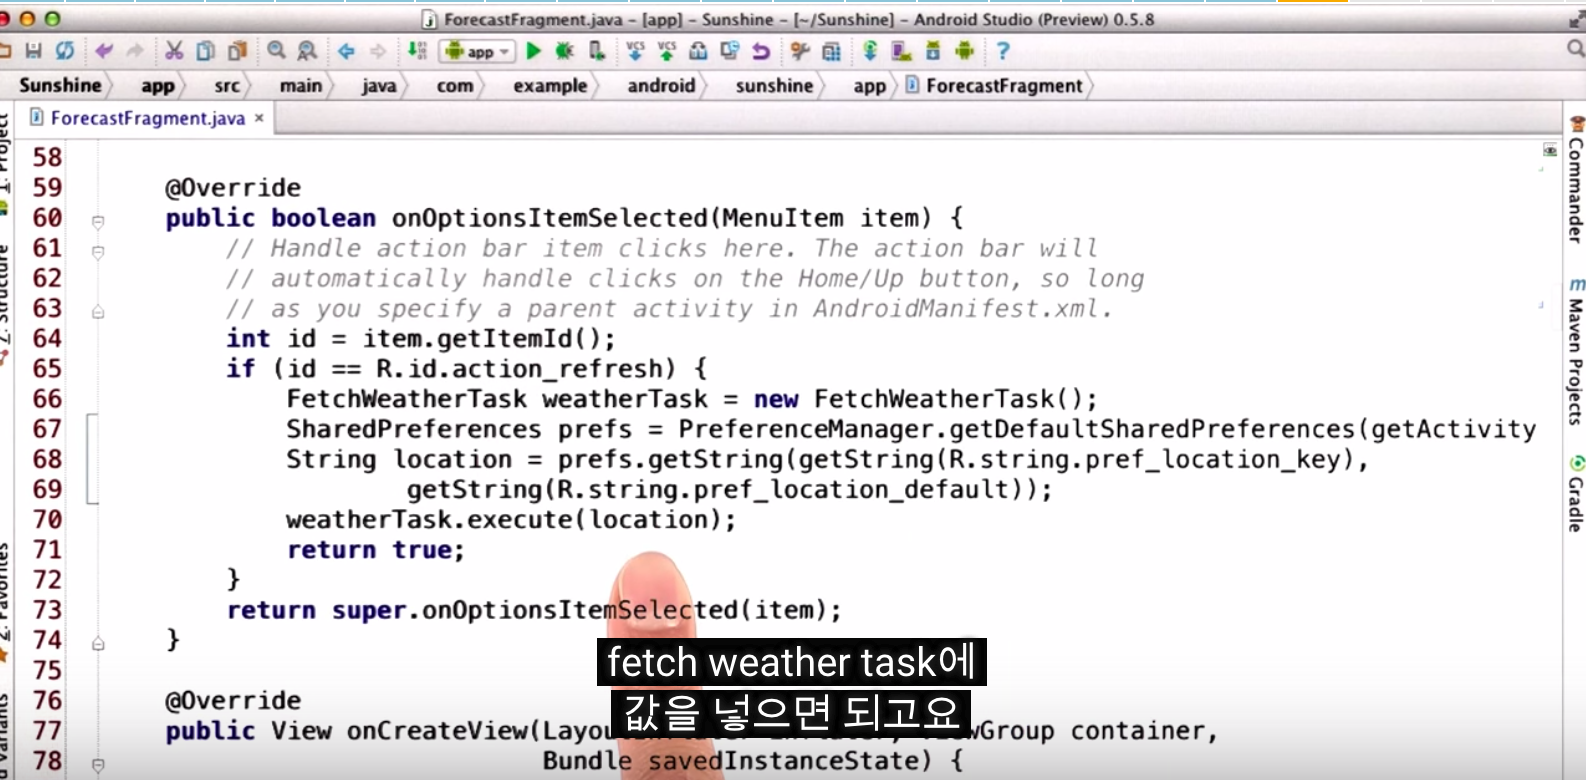 ForecastFragment.java - [app] - Sunshine - [~/Sunshine] - Android Studio (Preview) 0.5.8
app
Sunshine app src main java com example android sunshine app ForecastFragment
ForecastFragment.java
58
59 @Override
60 public boolean onOptionsItemSelected(MenuItem item) {
61 // Handle action bar item clicks here. The action bar will
62 // automatically handle clicks on the Home/Up button, so long
63 // as you specify a parent activity in AndroidManifest.xml.
64 int id = item.getItemId();
65 if (id == R.id.action_refresh) {
66 FetchWeatherTask weatherTask = new FetchWeatherTask();
67 SharedPreferences prefs = PreferenceManager.getDefaultSharedPreferences(getActivity
68 String location = prefs.getString(getString(R.string.pref_location_key),
69 getString(R.string.pref_location_default));
70 weatherTask.execute(location);
71 return true;
72 }
73 return super.onOptionsItemSelected(item);
74 }
75
76 @Override
77 public View onCreateView( container,
78 Bundle savedInstanceState) {
fetch weather task에
값을 넣으면 되고요
1: Project
Z: Structure
2: Favorites
Commander
Maven Projects
Gradle